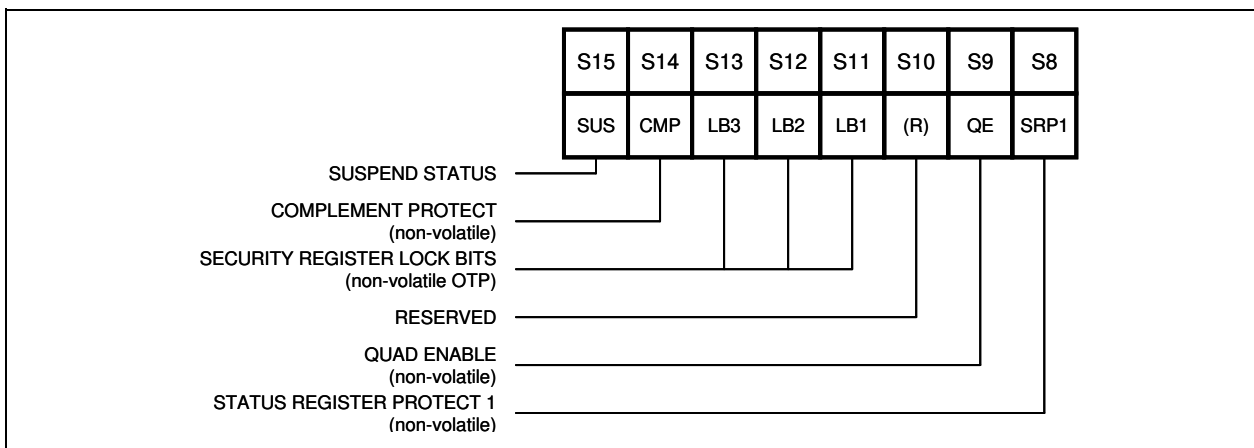 S15 S14 S13 S12 S11 S10 S9 S8
SUS CMP LB3 LB2 LB1 (R) QE SRP1
SUSPEND STATUS
COMPLEMENT PROTECT
(non-volatile)
SECURITY REGISTER LOCK BITS
(non-volatile OTP)
RESERVED
QUAD ENABLE
(non-volatile)
STATUS REGISTER PROTECT 1
(non-volatile)